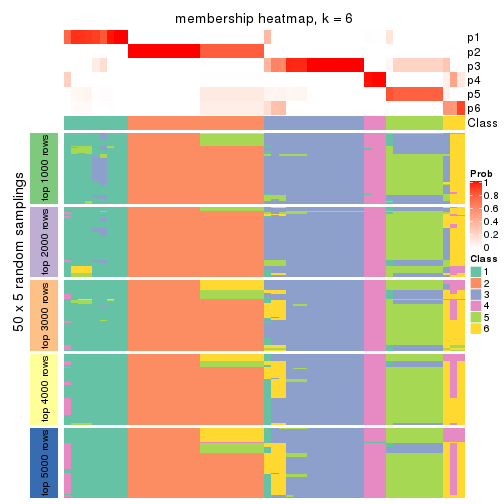 membership heatmap, k = 6
p1
p2
p3
p4
p5
p6
Class
50 x 5 random samplings
top 1000 rows
top 2000 rows
top 3000 rows
top 4000 rows
top 5000 rows
Prob
1
0.8
0.6
0.4
0.2
0
Class
1
2
3
4
5
6